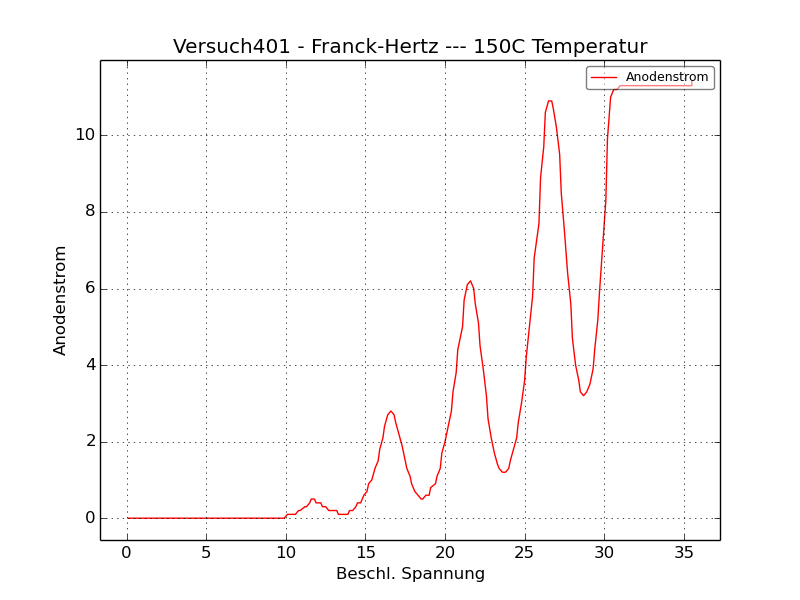 Versuch401 - Franck-Hertz --- 150C Temperatur
Anodenstrom
10
8
6
4
2
0
Anodenstrom
0 5 10 15 20 25 30 35
Beschl. Spannung